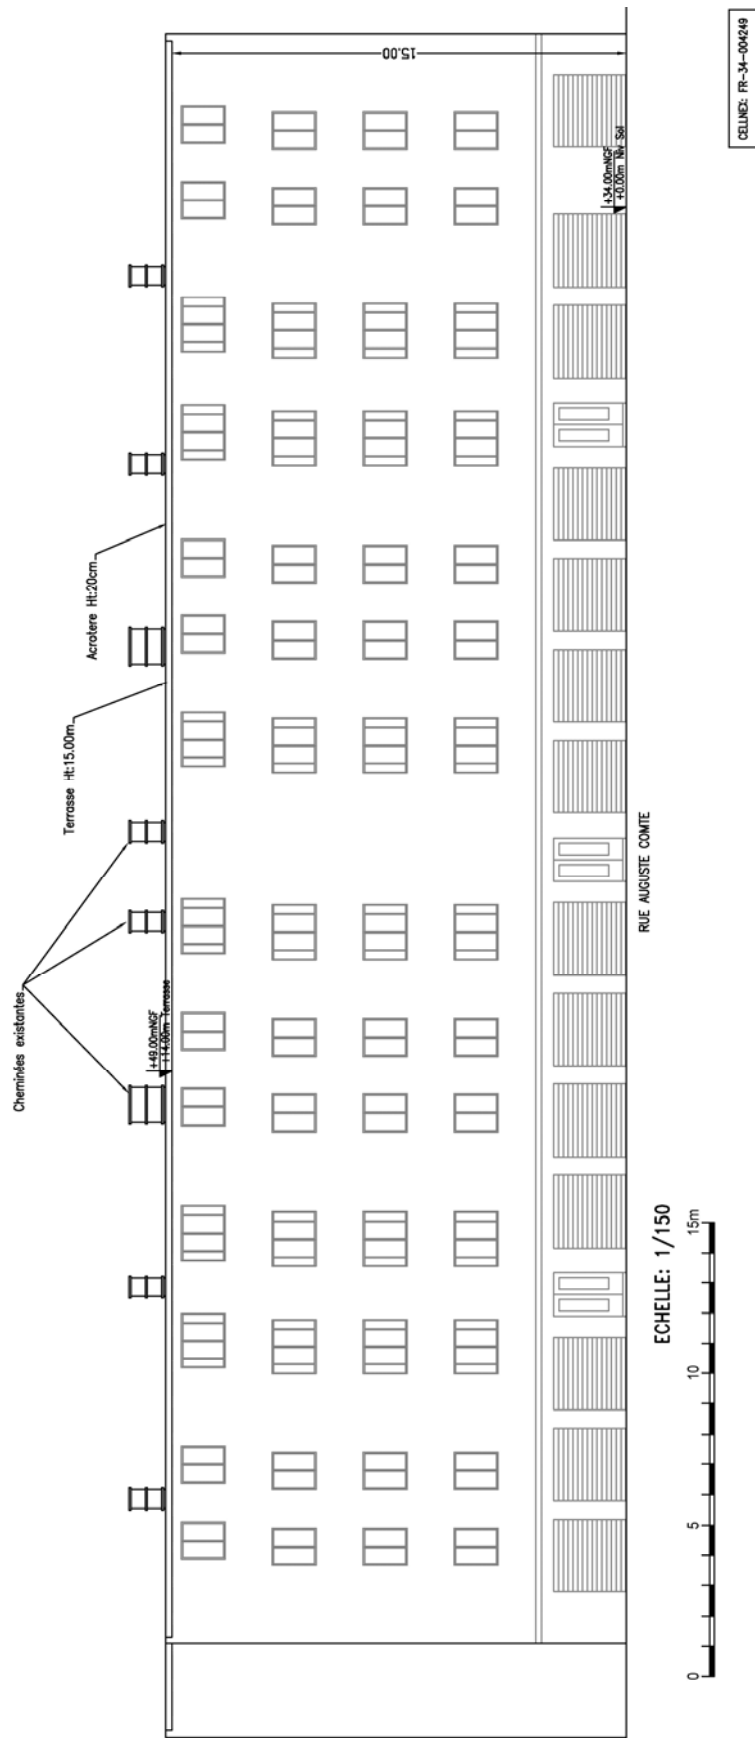 Cheminées existantes
Terrasse Ht:15.00m
Acrotere Ht:20cm
+49.00mNGF
+14.00m Terrasse
15.00
+34.00mNGF
+0.00m Niv Sol
RUE AUGUSTE COMTE
ECHELLE: 1/150
0 5 10 15m
CELLNEX: FR-34-004249